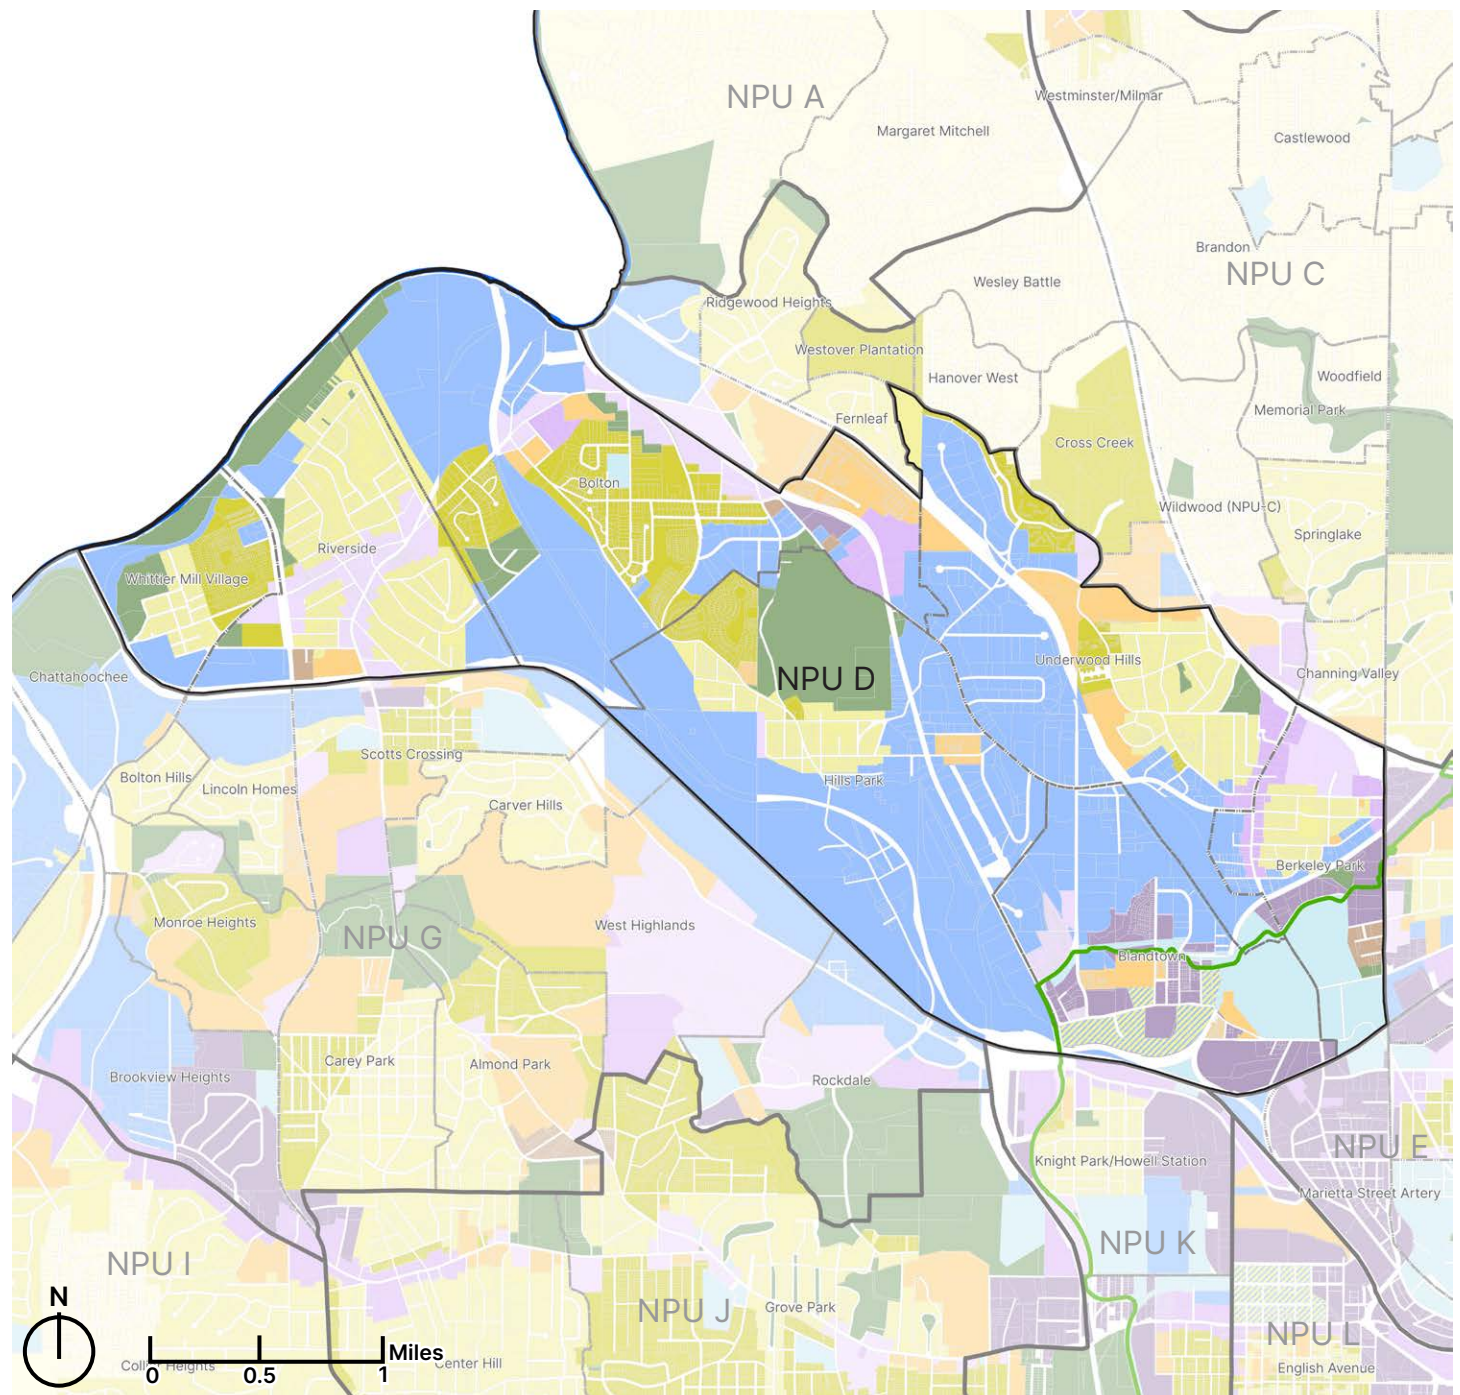 NPU A
Westminster/Milmar
Margaret Mitchell
Castlewood
Brandon
NPU C
Wesley Battle
Ridgewood Heights
Westover Plantation
Hanover West
Woodfield
Memorial Park
Fernleaf
Cross Creek
Bolton
Wildwood (NPU-C)
Springlake
Riverside
Whittier Mill Village
Chattahoochee
NPU D
Underwood Hills
Channing Valley
Scotts Crossing
Bolton Hills
Lincoln Homes
Hills Park
Carver Hills
Berkeley Park
Monroe Heights
NPU G
West Highlands
Blandtown
Carey Park
Almond Park
Brookview Heights
Rockdale
NPU E
Knight Park/Howell Station
Marietta Street Artery
NPU K
NPU I
NPU J
Grove Park
NPU L
English Avenue
N
Miles
Collier Heights
Center Hill
0 0.5 1